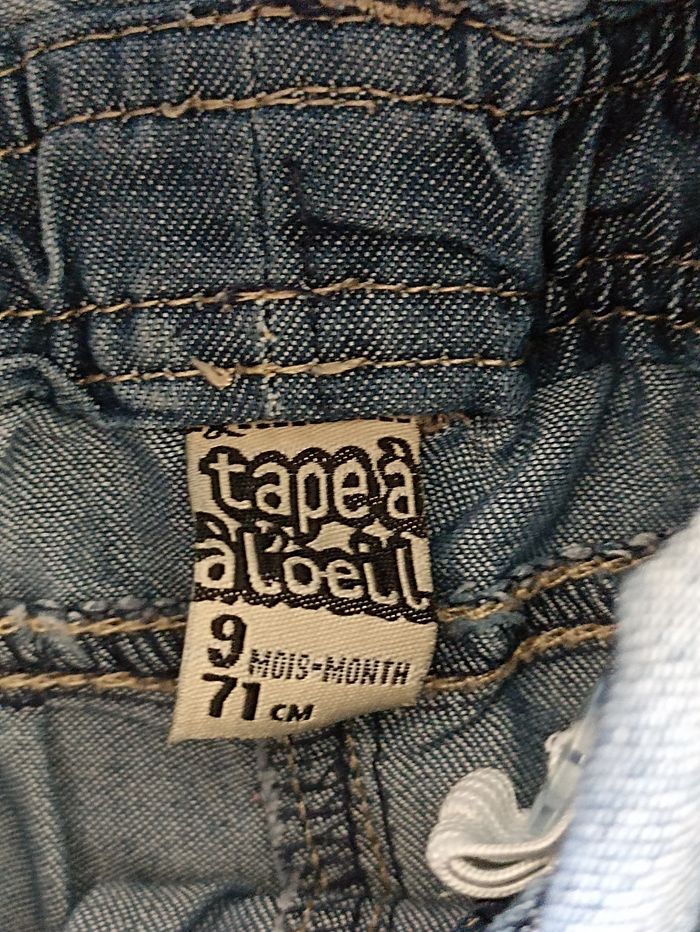 tape à
à l'oeil
9 MOIS-MONTH
71 CM